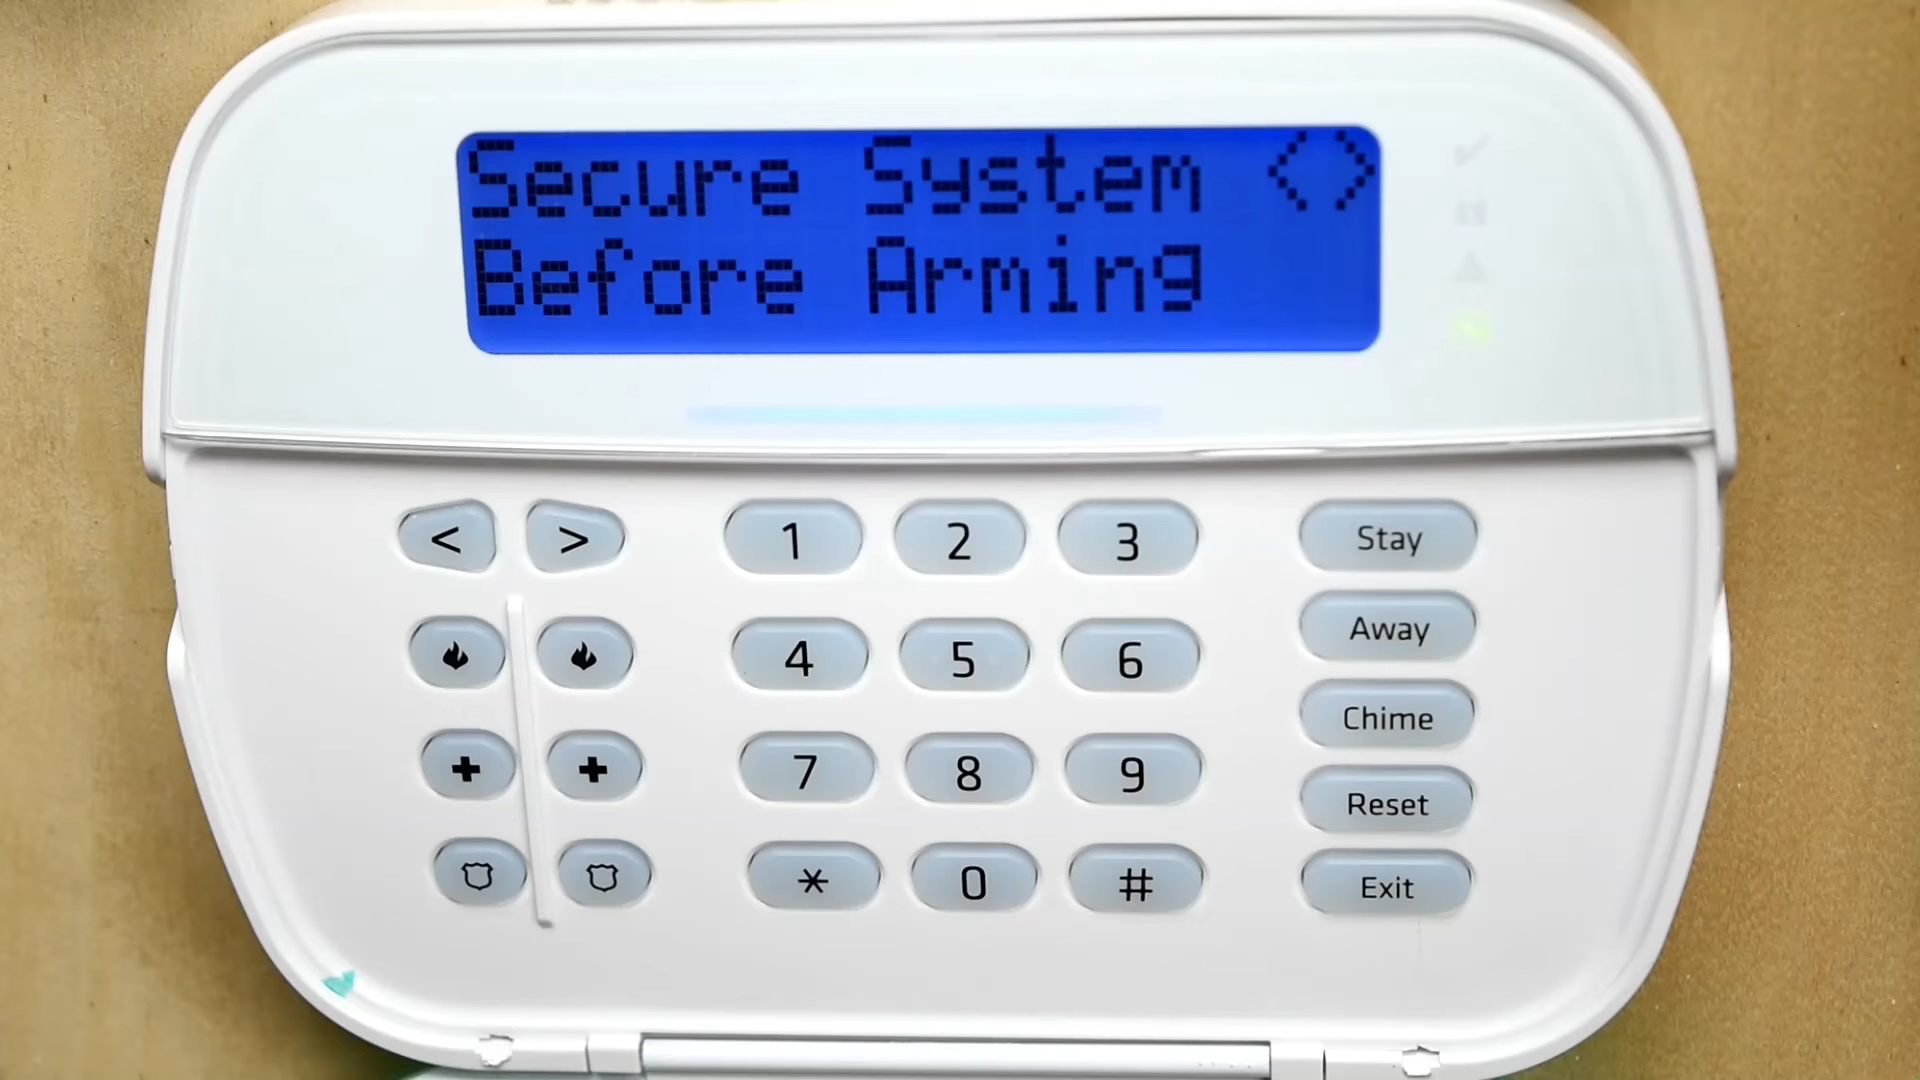 Secure System <>
Before Arming
< > 1 2 3 Stay
4 5 6 Away
7 8 9 Chime
Reset
* 0 # Exit